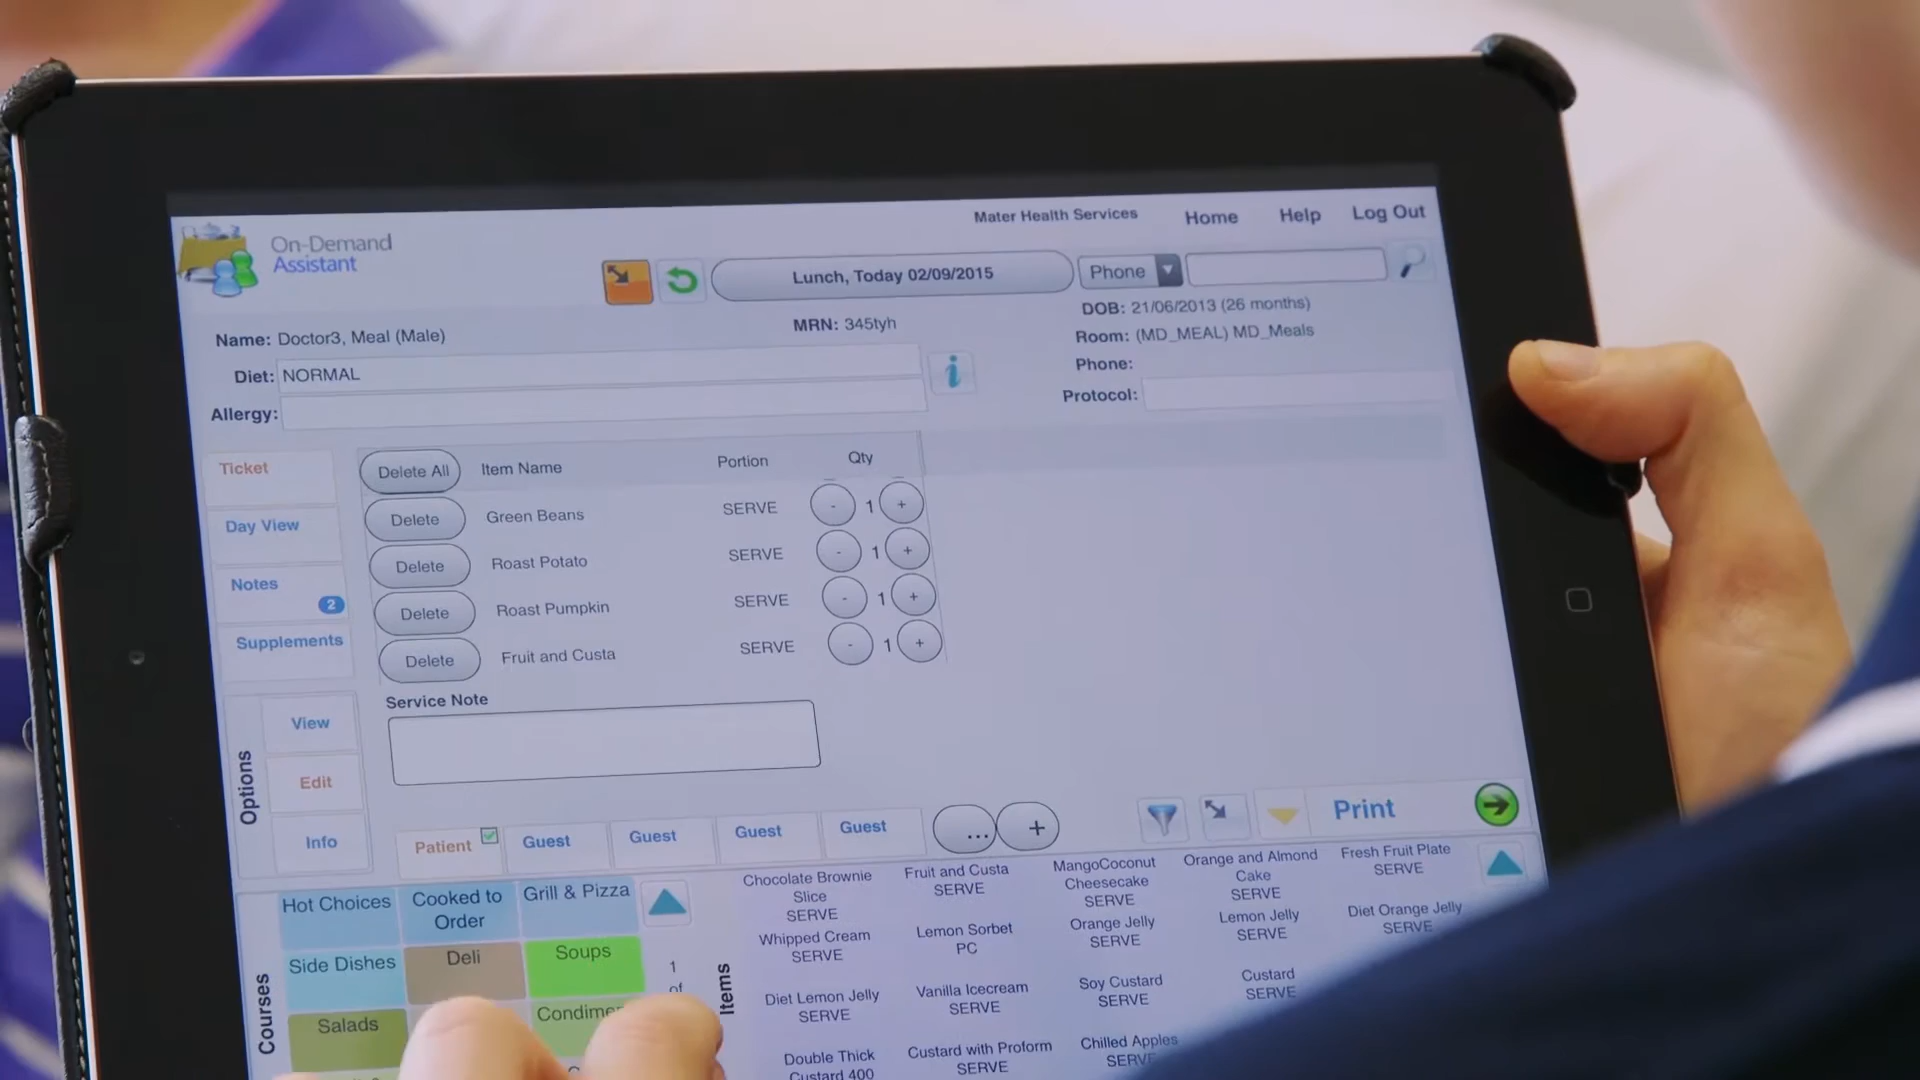 Mater Health Services
Home
Help
Log Out
On-Demand
Assistant
Lunch, Today 02/09/2015
Phone
Name: Doctor3, Meal (Male)
MRN: 345tyh
DOB: 21/06/2013 (26 months)
Room: (MD_MEAL) MD_Meals
Phone:
Protocol:
Diet: NORMAL
i
Allergy:
Ticket
Day View
Notes
2
Supplements
Delete All Item Name Portion Qty
Delete Green Beans SERVE - 1 +
Delete Roast Potato SERVE - 1 +
Delete Roast Pumpkin SERVE - 1 +
Delete Fruit and Custa SERVE - 1 +
Service Note
Options
View
Edit
Info
Patient Guest Guest Guest Guest ... +
Print
Courses
Hot Choices
Cooked to
Order
Grill & Pizza
Side Dishes
Deli
Soups
Salads
1
of
Items
Chocolate Brownie
Slice
SERVE
Fruit and Custa
SERVE
MangoCoconut
Cheesecake
SERVE
Orange and Almond
Cake
SERVE
Fresh Fruit Plate
SERVE
Whipped Cream
SERVE
Lemon Sorbet
PC
Orange Jelly
SERVE
Lemon Jelly
SERVE
Diet Orange Jelly
SERVE
Diet Lemon Jelly
SERVE
Vanilla Icecream
SERVE
Soy Custard
SERVE
Custard
SERVE
Double Thick
Custard 400
Custard with Proform
SERVE
Chilled Apples
SERVE